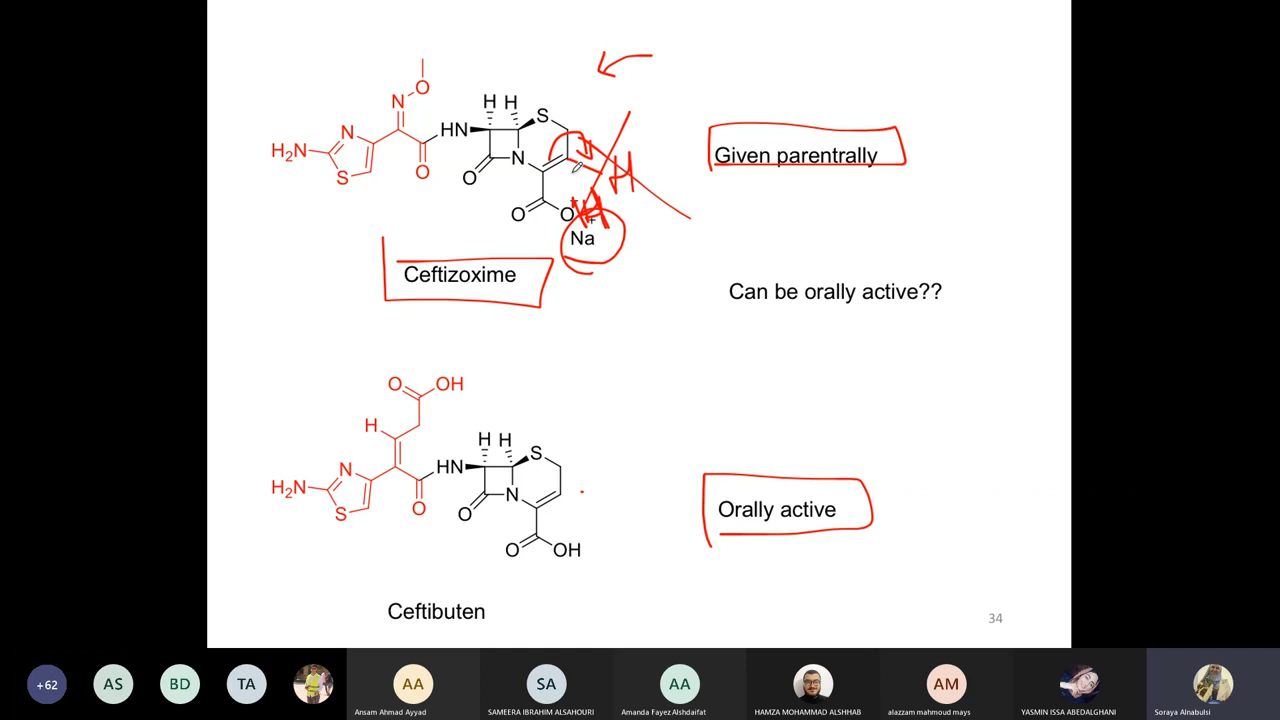 O
N
H H
S
N
HN
H₂N
N
S
O
O
O
O
H
H
+
Na
Given parentrally
Ceftizoxime
Can be orally active??
O OH
H
H H
S
N
HN
H₂N
N
S
O
O
O
OH
Orally active
Ceftibuten
34
+62
AS
BD
TA
AA
SA
AA
AM
Ansam Ahmad Ayyad
SAMEERA IBRAHIM ALSAHOURI
Amanda Fayez Alshdaifat
HAMZA MOHAMMAD ALSHHAB
alazzam mahmoud mays
YASMIN ISSA ABEDALGHANI
Soraya Alnabulsi